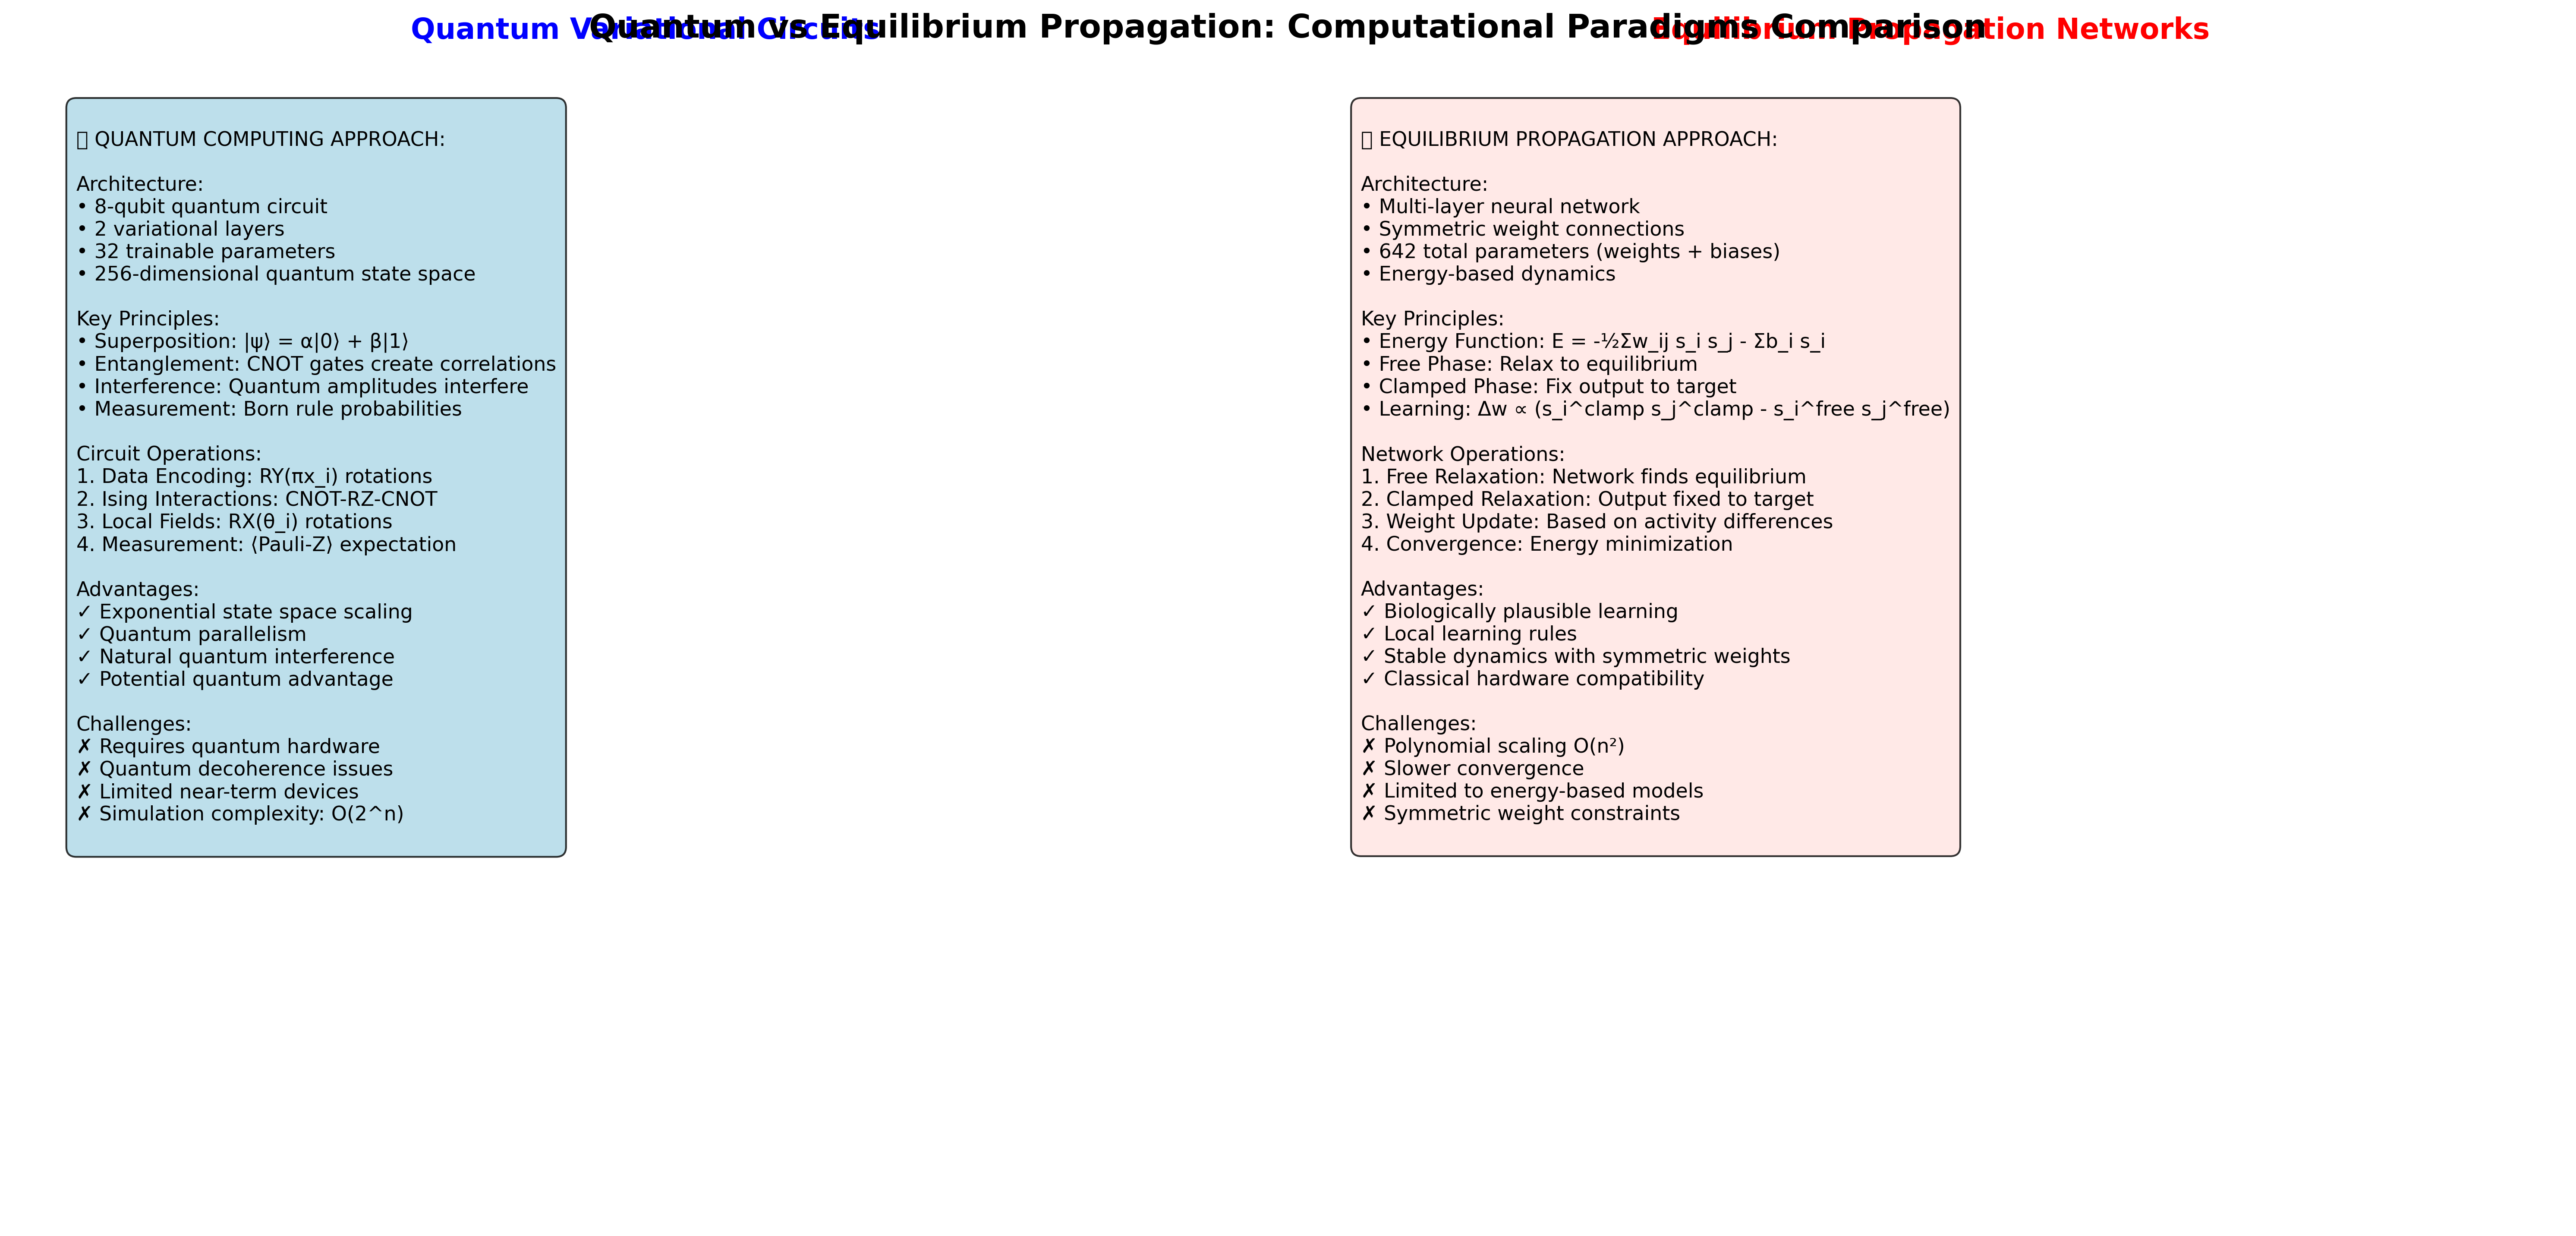 Quantum vs Equilibrium Propagation: Computational Paradigms Comparison
Quantum Variational Circuits
Equilibrium Propagation Networks
QUANTUM COMPUTING APPROACH:
Architecture:
• 8-qubit quantum circuit
• 2 variational layers
• 32 trainable parameters
• 256-dimensional quantum state space
Key Principles:
• Superposition: |ψ⟩ = α|0⟩ + β|1⟩
• Entanglement: CNOT gates create correlations
• Interference: Quantum amplitudes interfere
• Measurement: Born rule probabilities
Circuit Operations:
1. Data Encoding: RY(πx_i) rotations
2. Ising Interactions: CNOT-RZ-CNOT
3. Local Fields: RX(θ_i) rotations
4. Measurement: ⟨Pauli-Z⟩ expectation
Advantages:
✓ Exponential state space scaling
✓ Quantum parallelism
✓ Natural quantum interference
✓ Potential quantum advantage
Challenges:
✗ Requires quantum hardware
✗ Quantum decoherence issues
✗ Limited near-term devices
✗ Simulation complexity: O(2^n)
EQUILIBRIUM PROPAGATION APPROACH:
Architecture:
• Multi-layer neural network
• Symmetric weight connections
• 642 total parameters (weights + biases)
• Energy-based dynamics
Key Principles:
• Energy Function: E = -½Σw_ij s_i s_j - Σb_i s_i
• Free Phase: Relax to equilibrium
• Clamped Phase: Fix output to target
• Learning: Δw ∝ (s_i^clamp s_j^clamp - s_i^free s_j^free)
Network Operations:
1. Free Relaxation: Network finds equilibrium
2. Clamped Relaxation: Output fixed to target
3. Weight Update: Based on activity differences
4. Convergence: Energy minimization
Advantages:
✓ Biologically plausible learning
✓ Local learning rules
✓ Stable dynamics with symmetric weights
✓ Classical hardware compatibility
Challenges:
✗ Polynomial scaling O(n²)
✗ Slower convergence
✗ Limited to energy-based models
✗ Symmetric weight constraints